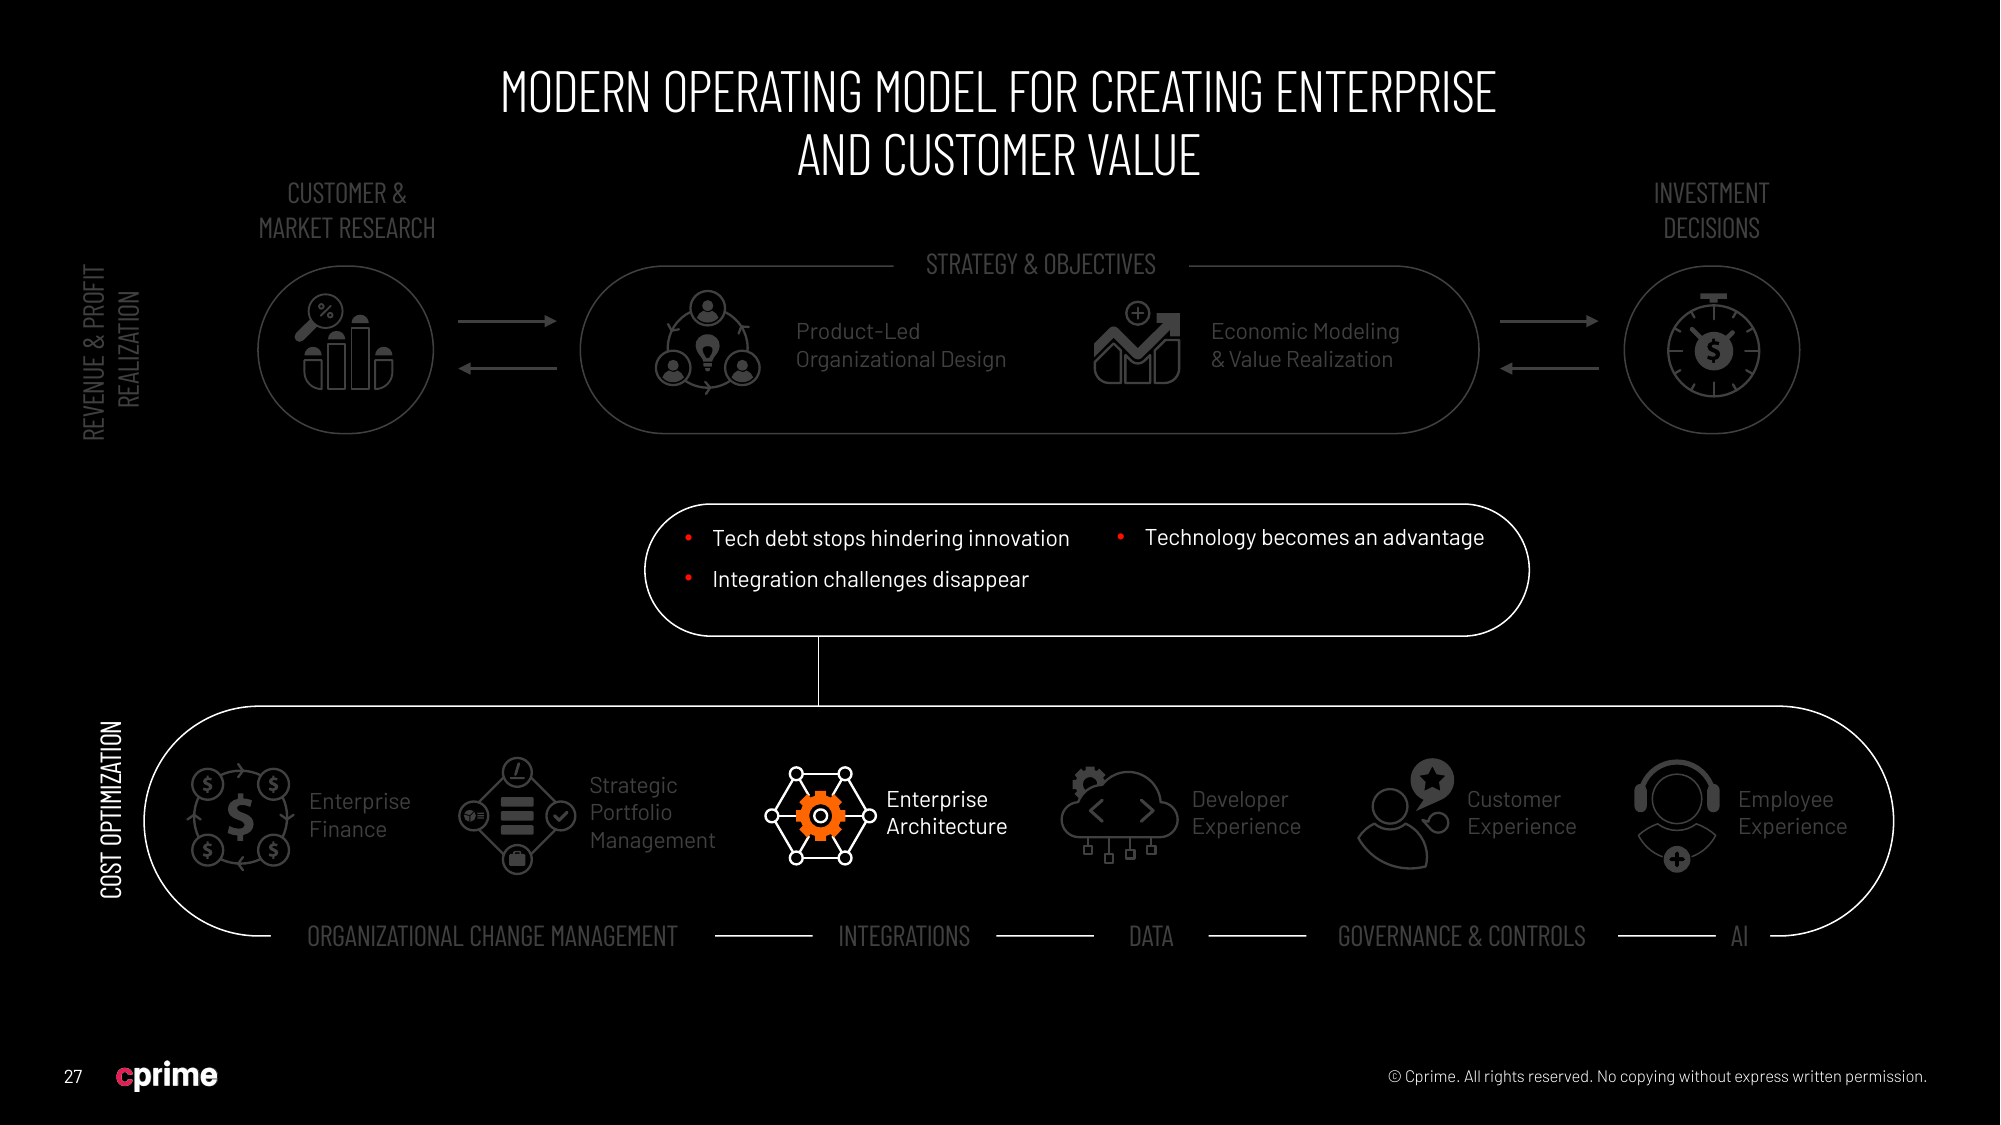 MODERN OPERATING MODEL FOR CREATING ENTERPRISE
AND CUSTOMER VALUE
CUSTOMER &
MARKET RESEARCH
INVESTMENT
DECISIONS
REVENUE & PROFIT
REALIZATION
STRATEGY & OBJECTIVES
%
Product-Led
Organizational Design
Economic Modeling
& Value Realization
$
• Tech debt stops hindering innovation
• Integration challenges disappear
• Technology becomes an advantage
COST OPTIMIZATION
$ $
$
$ $
Enterprise
Finance
Strategic
Portfolio
Management
Enterprise
Architecture
Developer
Experience
Customer
Experience
Employee
Experience
ORGANIZATIONAL CHANGE MANAGEMENT
INTEGRATIONS
DATA
GOVERNANCE & CONTROLS
AI
27
cprime
© Cprime. All rights reserved. No copying without express written permission.